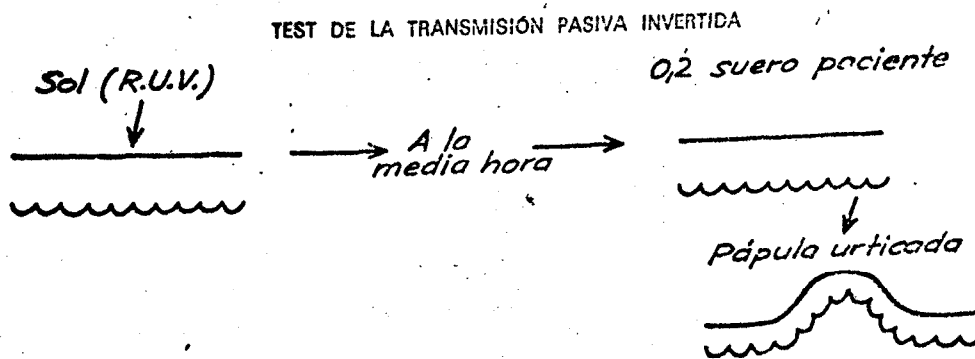 TEST DE LA TRANSMISIÓN PASIVA INVERTIDA
Sol (R.U.V.)
A la
media hora
0,2 suero paciente
Pápula urticada